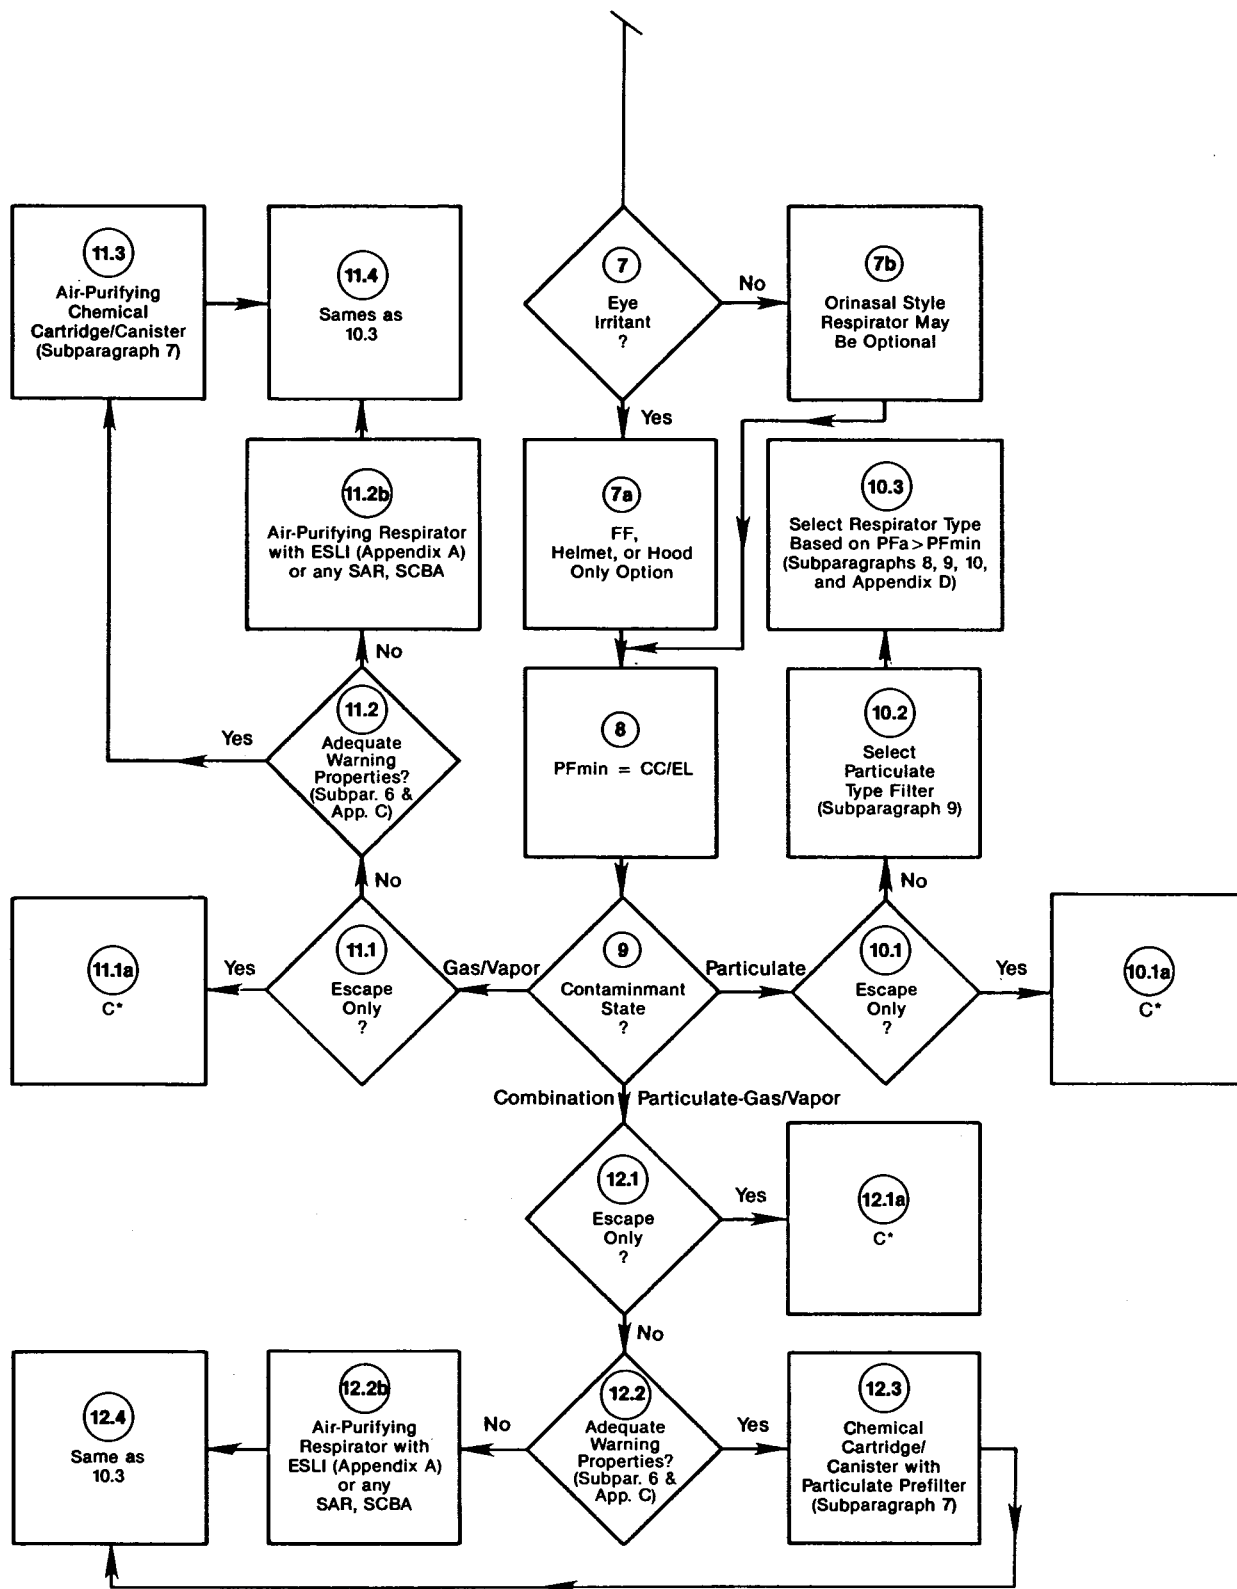 7
Eye
Irritant
?
No
7b
Orinasal Style
Respirator May
Be Optional
Yes
7a
FF,
Helmet, or Hood
Only Option
8
PFmin = CC/EL
9
Contaminmant
State
?
Particulate
10.1
Escape
Only
?
Yes
10.1a
C*
No
10.2
Select
Particulate
Type Filter
(Subparagraph 9)
10.3
Select Respirator Type
Based on PFa>PFmin
(Subparagraphs 8, 9, 10,
and Appendix D)
Gas/Vapor
11.1
Escape
Only
?
Yes
11.1a
C*
No
11.2
Adequate
Warning
Properties?
(Subpar. 6 &
App. C)
Yes
11.3
Air-Purifying
Chemical
Cartridge/Canister
(Subparagraph 7)
No
11.2b
Air-Purifying Respirator
with ESLI (Appendix A)
or any SAR, SCBA
11.4
Sames as
10.3
Combination Particulate-Gas/Vapor
12.1
Escape
Only
?
Yes
12.1a
C*
No
12.2
Adequate
Warning
Properties?
(Subpar. 6 &
App. C)
Yes
12.3
Chemical
Cartridge/
Canister with
Particulate Prefilter
(Subparagraph 7)
No
12.2b
Air-Purifying
Respirator with
ESLI (Appendix A)
or any
SAR, SCBA
12.4
Same as
10.3